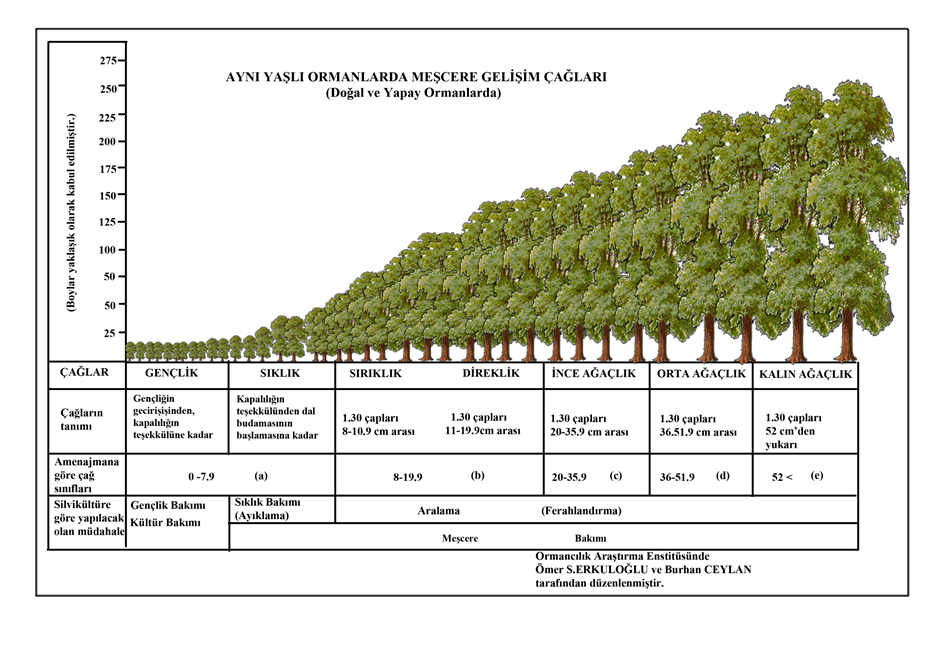 AYNI YAŞLI ORMANLARDA MEŞCERE GELİŞİM ÇAĞLARI
(Doğal ve Yapay Ormanlarda)
(Boylar yaklaşık olarak kabul edilmiştir.)
275
250
225
200
175
150
125
100
50
50
25
ÇAĞLAR
GENÇLİK
SIKLIK
SIRIKLIK
DİREKLİK
İNCE AĞAÇLIK
ORTA AĞAÇLIK
KALIN AĞAÇLIK
Çağların
tanımı
Gençliğin
gecirişisinden,
kapalılığın
teşekkülüne kadar
Kapalılığın
teşekkülünden dal
budamasının
başlamasına kadar
1.30 çapları
8-10.9 cm arası
1.30 çapları
11-19.9cm arası
1.30 çapları
20-35.9 cm arası
1.30 çapları
36.51.9 cm arası
1.30 çapları
52 cm'den
yukarı
Amenajmana
göre çağ
sınıfları
0 -7.9 (a)
8-19.9 (b)
20-35.9 (c)
36-51.9 (d)
52 < (e)
Silvikültüre
göre yapılacak
olan müdahale
Gençlik Bakımı
Kültür Bakımı
Sıklık Bakımı
(Ayıklama)
Aralama (Ferahlandırma)
Meşcere Bakımı
Ormancılık Araştırma Enstitüsünde
Ömer S.ERKULOĞLU ve Burhan CEYLAN
tarafından düzenlenmiştir.